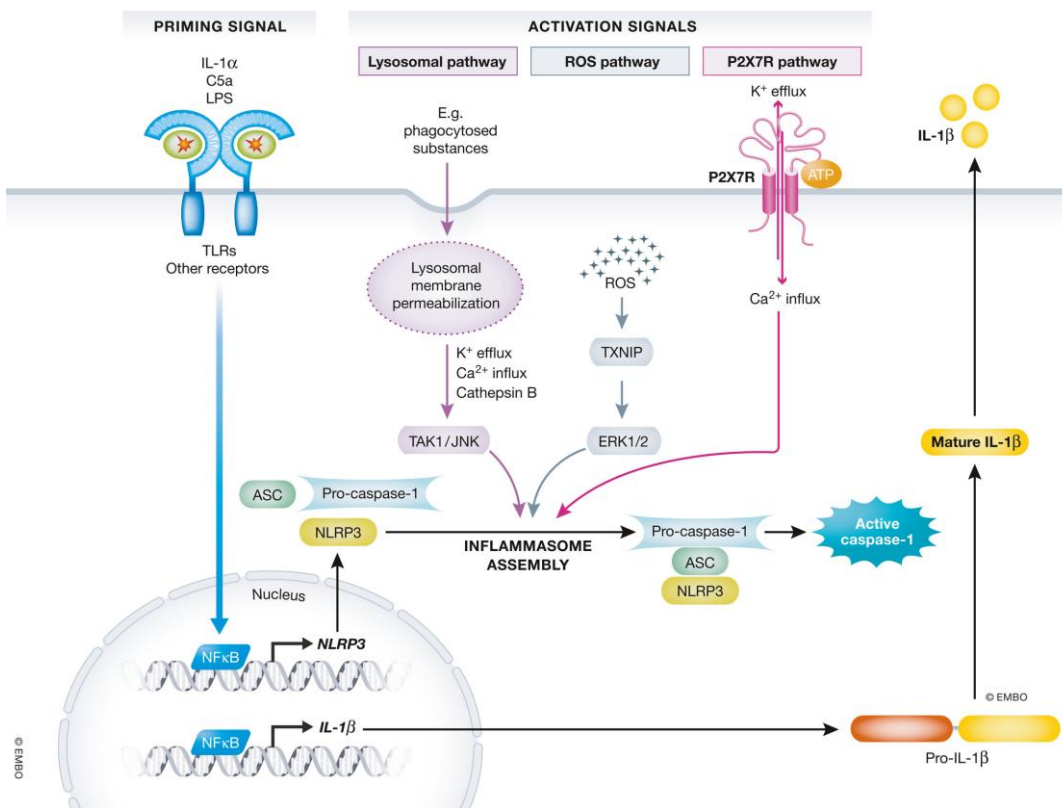 PRIMING SIGNAL
IL-1α
C5a
LPS
TLRs
Other receptors
ACTIVATION SIGNALS
Lysosomal pathway
ROS pathway
P2X7R pathway
E.g.
phagocytosed
substances
Lysosomal
membrane
permeabilization
K⁺ efflux
Ca²⁺ influx
Cathepsin B
TAK1/JNK
ROS
TXNIP
ERK1/2
K⁺ efflux
P2X7R
ATP
Ca²⁺ influx
IL-1β
Mature IL-1β
ASC
Pro-caspase-1
NLRP3
INFLAMMASOME
ASSEMBLY
Pro-caspase-1
ASC
NLRP3
Active
caspase-1
Nucleus
NFκB
NLRP3
NFκB
IL-1β
© EMBO
Pro-IL-1β
© EMBO